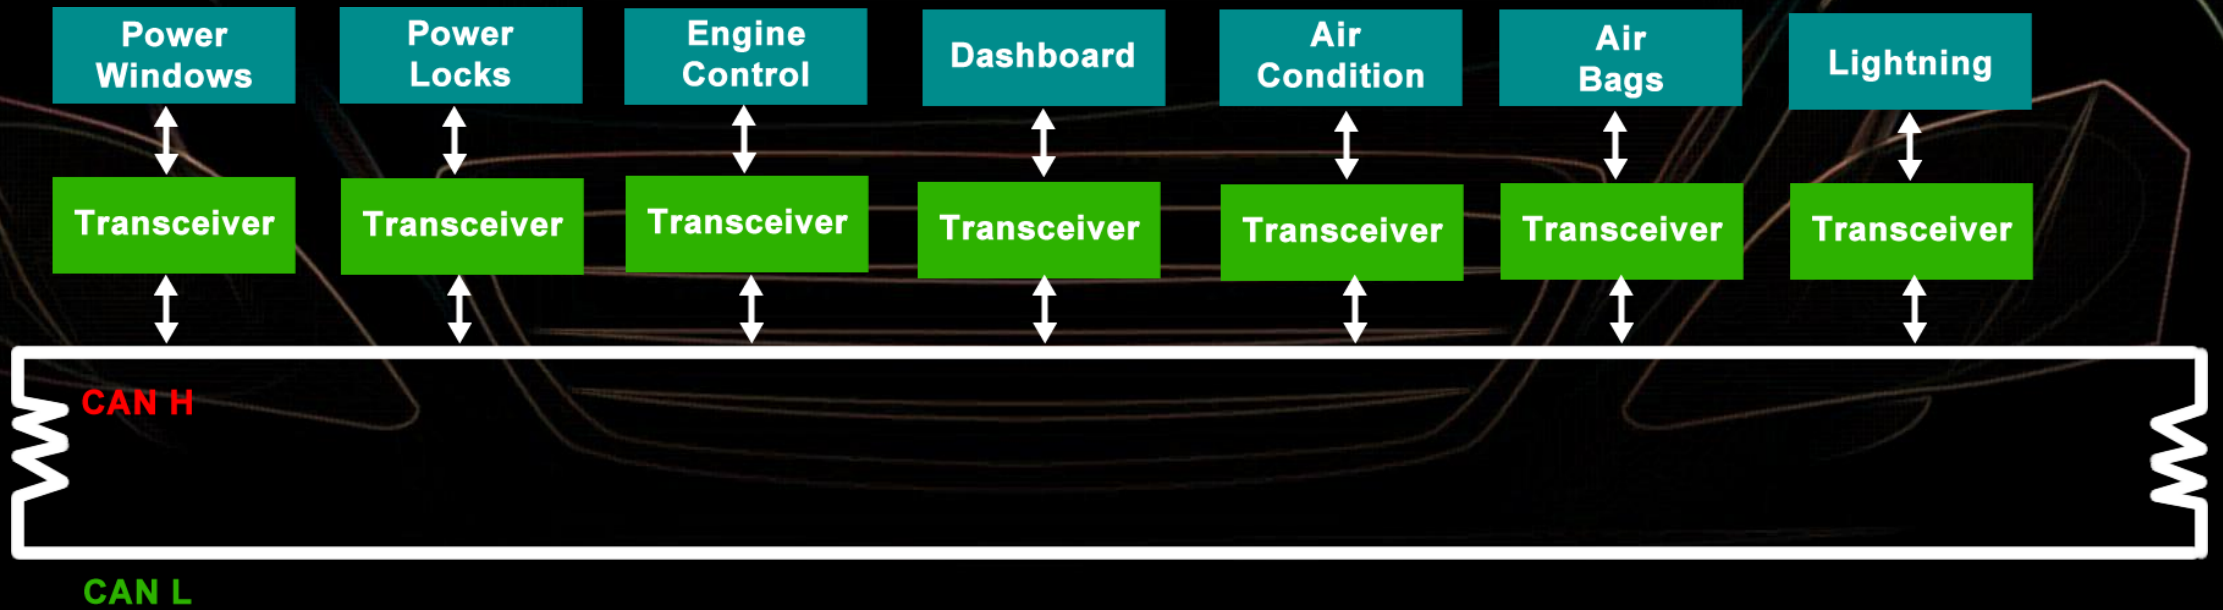 Power
Windows
Power
Locks
Engine
Control
Dashboard
Air
Condition
Air
Bags
Lightning
Transceiver
Transceiver
Transceiver
Transceiver
Transceiver
Transceiver
Transceiver
CAN H
CAN L